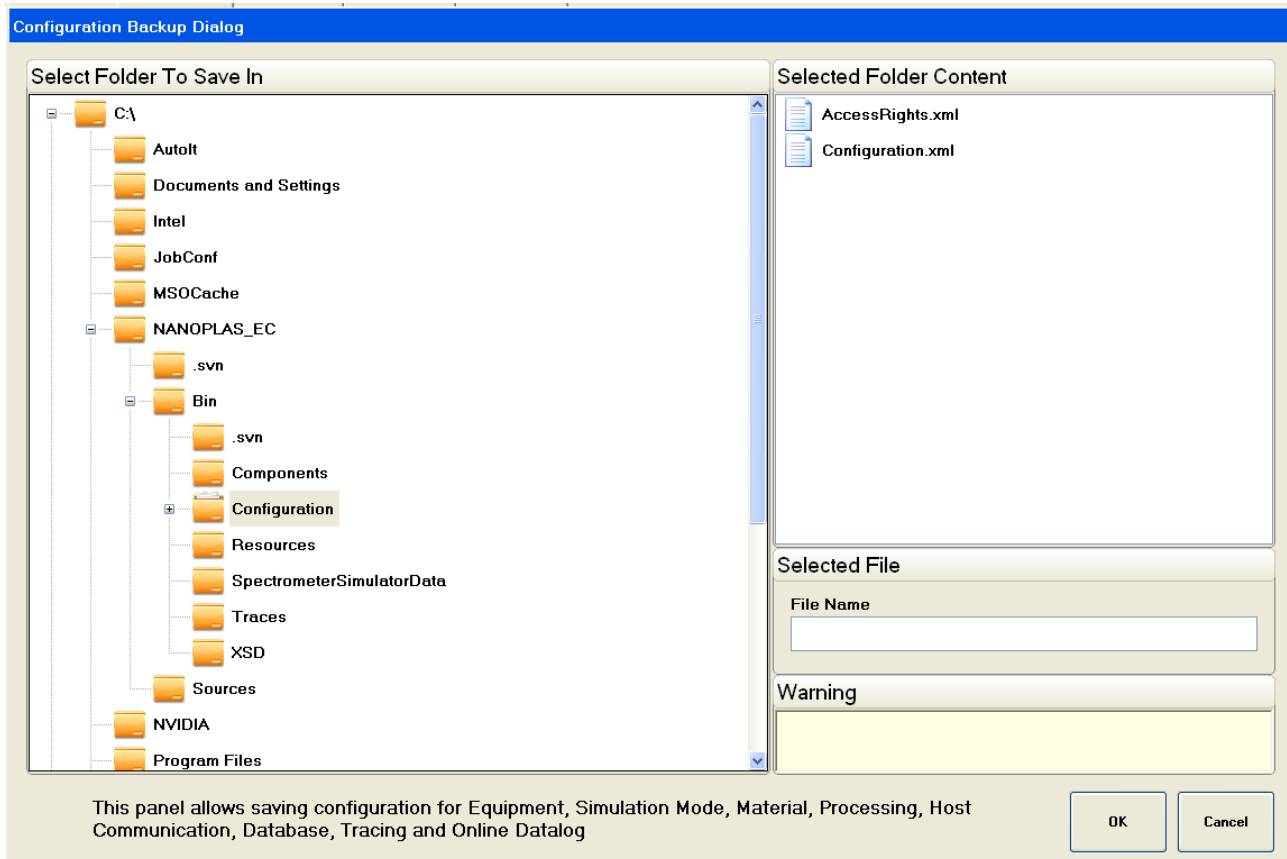 Configuration Backup Dialog
Select Folder To Save In
C:\
AutoIt
Documents and Settings
Intel
JobConf
MSOCache
NANOPLAS_EC
.svn
Bin
.svn
Components
Configuration
Resources
SpectrometerSimulatorData
Traces
XSD
Sources
NVIDIA
Program Files
Selected Folder Content
AccessRights.xml
Configuration.xml
Selected File
File Name
Warning
This panel allows saving configuration for Equipment, Simulation Mode, Material, Processing, Host
Communication, Database, Tracing and Online Datalog
OK
Cancel